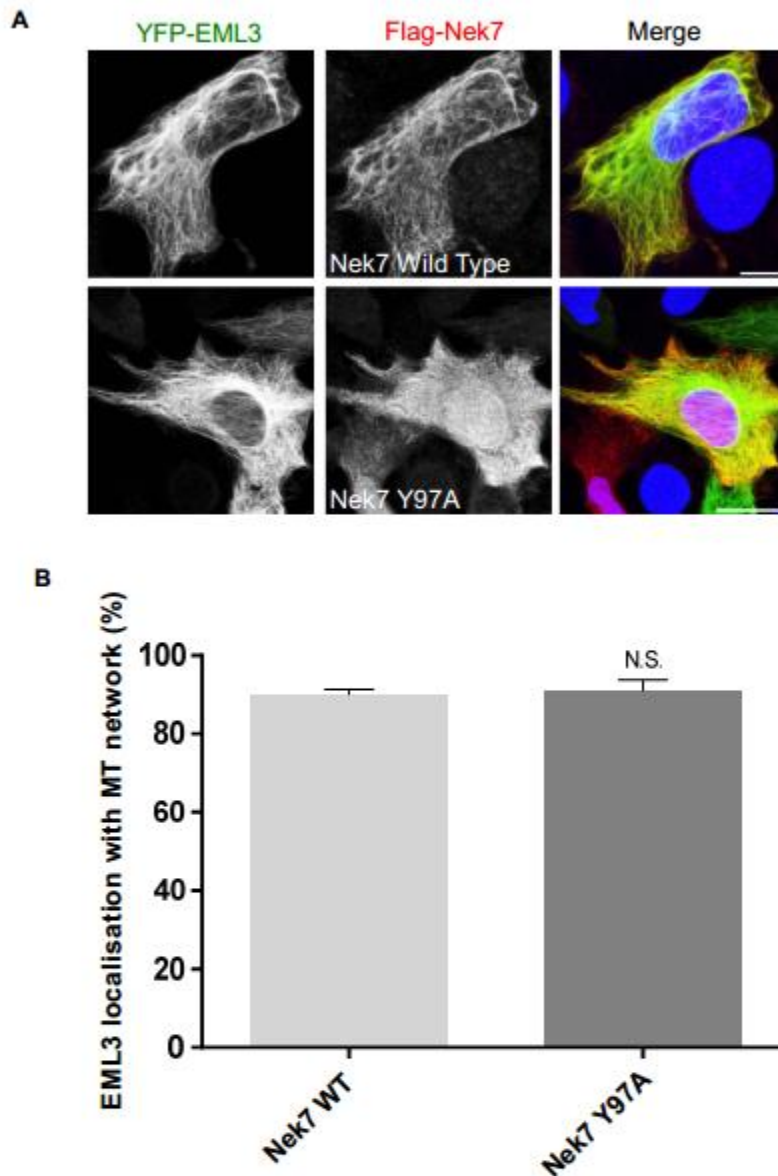 A
YFP-EML3 Flag-Nek7 Merge
Nek7 Wild Type
Nek7 Y97A
B
EML3 localisation with MT network (%)
100
80
60
40
20
0
N.S.
Nek7 WT
Nek7 Y97A